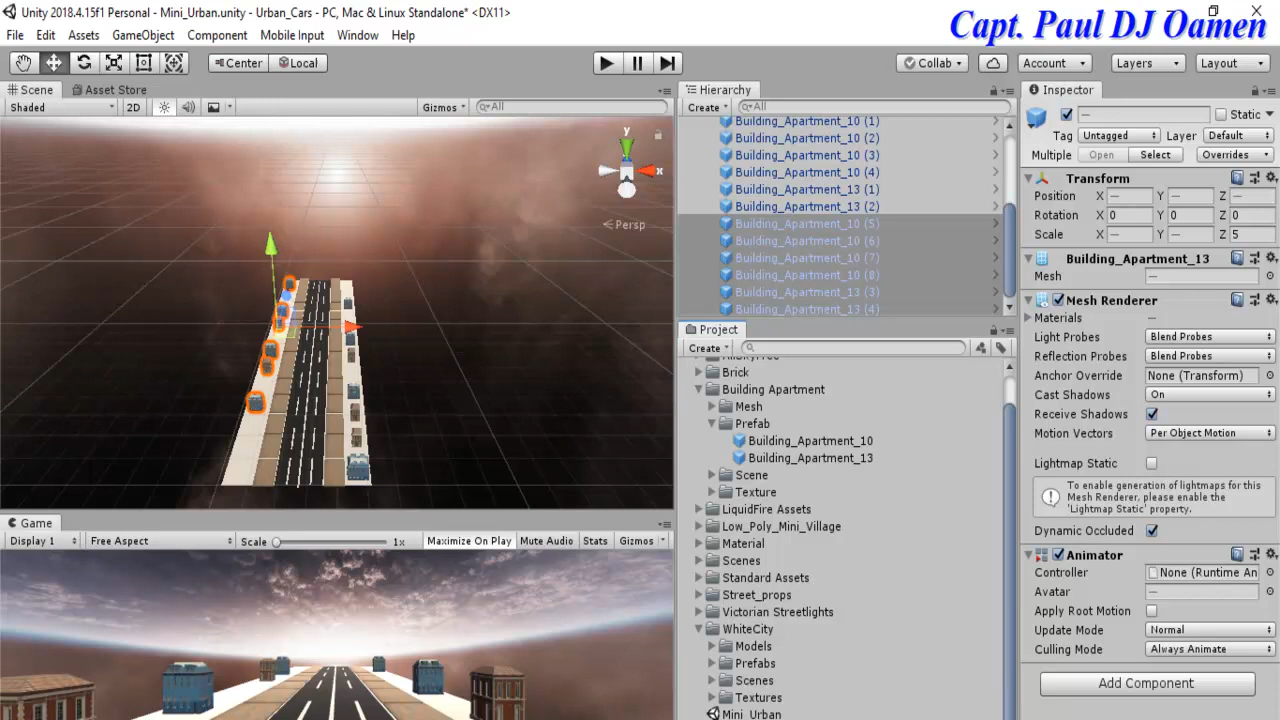 Unity 2018.4.15f1 Personal - Mini_Urban.unity - Urban_Cars - PC, Mac & Linux Standalone* <DX11>
Capt. Paul DJ Oamen
File Edit Assets GameObject Component Mobile Input Window Help
Center Local Collab Account Layers Layout
Scene Asset Store
Shaded 2D Gizmos All
y
x
Persp
Hierarchy
Create All
Building_Apartment_10 (1)
Building_Apartment_10 (2)
Building_Apartment_10 (3)
Building_Apartment_10 (4)
Building_Apartment_13 (1)
Building_Apartment_13 (2)
Building_Apartment_10 (5)
Building_Apartment_10 (6)
Building_Apartment_10 (7)
Building_Apartment_10 (8)
Building_Apartment_13 (3)
Building_Apartment_13 (4)
Project
Create
Brick
Building Apartment
Mesh
Prefab
Building_Apartment_10
Building_Apartment_13
Scene
Texture
LiquidFire Assets
Low_Poly_Mini_Village
Material
Scenes
Standard Assets
Street_props
Victorian Streetlights
WhiteCity
Models
Prefabs
Scenes
Textures
Mini_Urban
Inspector
— Static
Tag Untagged Layer Default
Multiple Open Select Overrides
Transform
Position X — Y — Z —
Rotation X 0 Y 0 Z 0
Scale X — Y — Z 5
Building_Apartment_13
Mesh —
Mesh Renderer
Materials —
Light Probes Blend Probes
Reflection Probes Blend Probes
Anchor Override None (Transform)
Cast Shadows On
Receive Shadows
Motion Vectors Per Object Motion
Lightmap Static
To enable generation of lightmaps for this
Mesh Renderer, please enable the
'Lightmap Static' property.
Dynamic Occluded
Animator
Controller None (Runtime An
Avatar —
Apply Root Motion
Update Mode Normal
Culling Mode Always Animate
Add Component
Game
Display 1 Free Aspect Scale 1x Maximize On Play Mute Audio Stats Gizmos